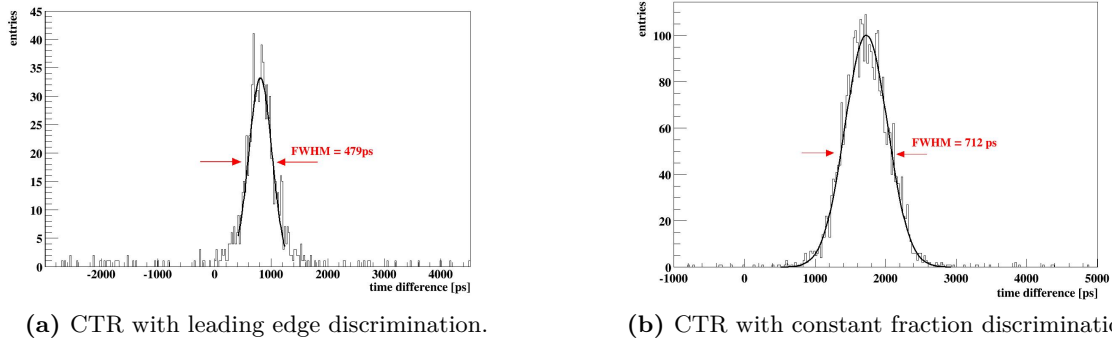 entries
45
40
35
30
25
20
15
10
5
0
FWHM = 479ps
-2000 -1000 0 1000 2000 3000 4000
time difference [ps]
(a) CTR with leading edge discrimination.
entries
100
80
60
40
20
0
FWHM = 712 ps
-1000 0 1000 2000 3000 4000 5000
time difference [ps]
(b) CTR with constant fraction discriminatio